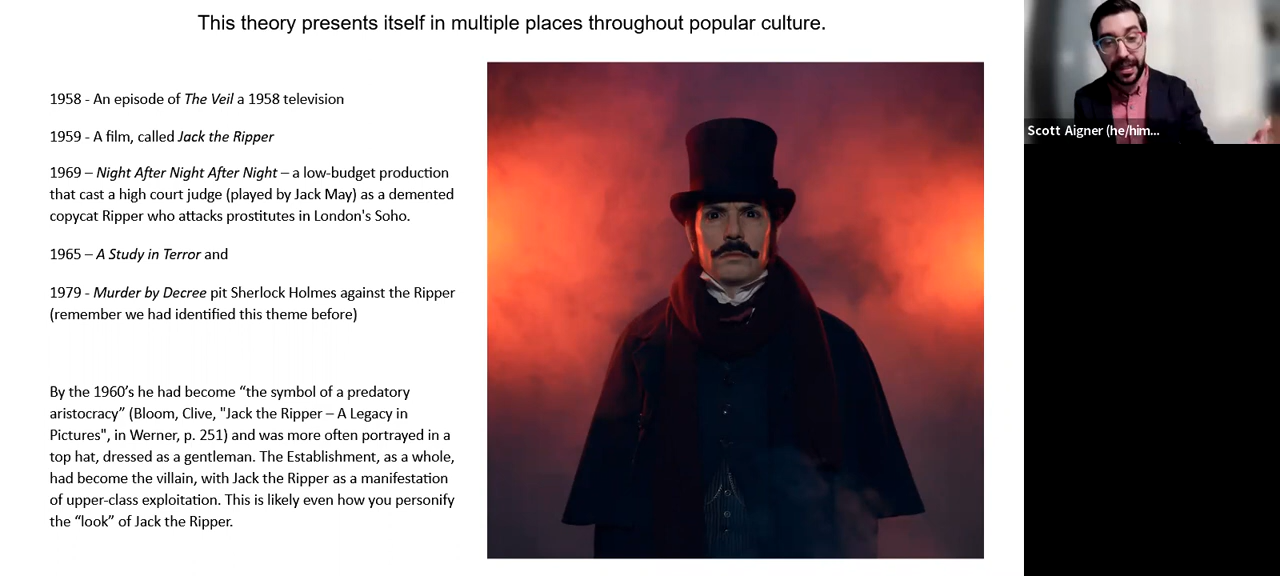 This theory presents itself in multiple places throughout popular culture.
1958 - An episode of The Veil a 1958 television
1959 - A film, called Jack the Ripper
1969 – Night After Night After Night – a low-budget production
that cast a high court judge (played by Jack May) as a demented
copycat Ripper who attacks prostitutes in London's Soho.
1965 – A Study in Terror and
1979 - Murder by Decree pit Sherlock Holmes against the Ripper
(remember we had identified this theme before)
By the 1960’s he had become “the symbol of a predatory
aristocracy” (Bloom, Clive, "Jack the Ripper – A Legacy in
Pictures", in Werner, p. 251) and was more often portrayed in a
top hat, dressed as a gentleman. The Establishment, as a whole,
had become the villain, with Jack the Ripper as a manifestation
of upper-class exploitation. This is likely even how you personify
the “look” of Jack the Ripper.
Scott Aigner (he/him...